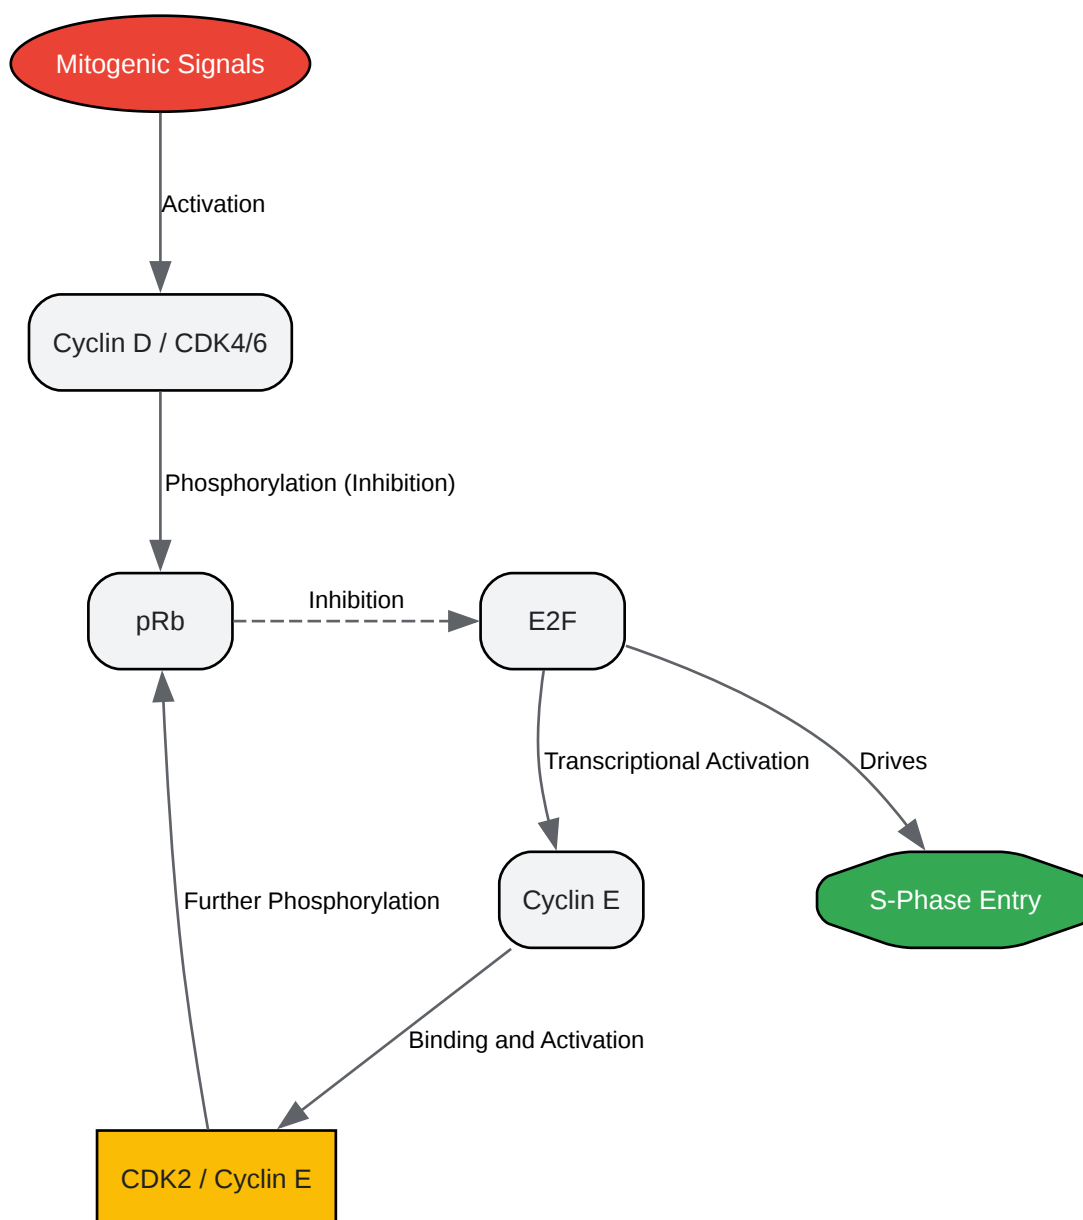 Mitogenic Signals
Activation
Cyclin D / CDK4/6
Phosphorylation (Inhibition)
pRb
Inhibition
E2F
Transcriptional Activation
Drives
Further Phosphorylation
Cyclin E
S-Phase Entry
Binding and Activation
CDK2 / Cyclin E